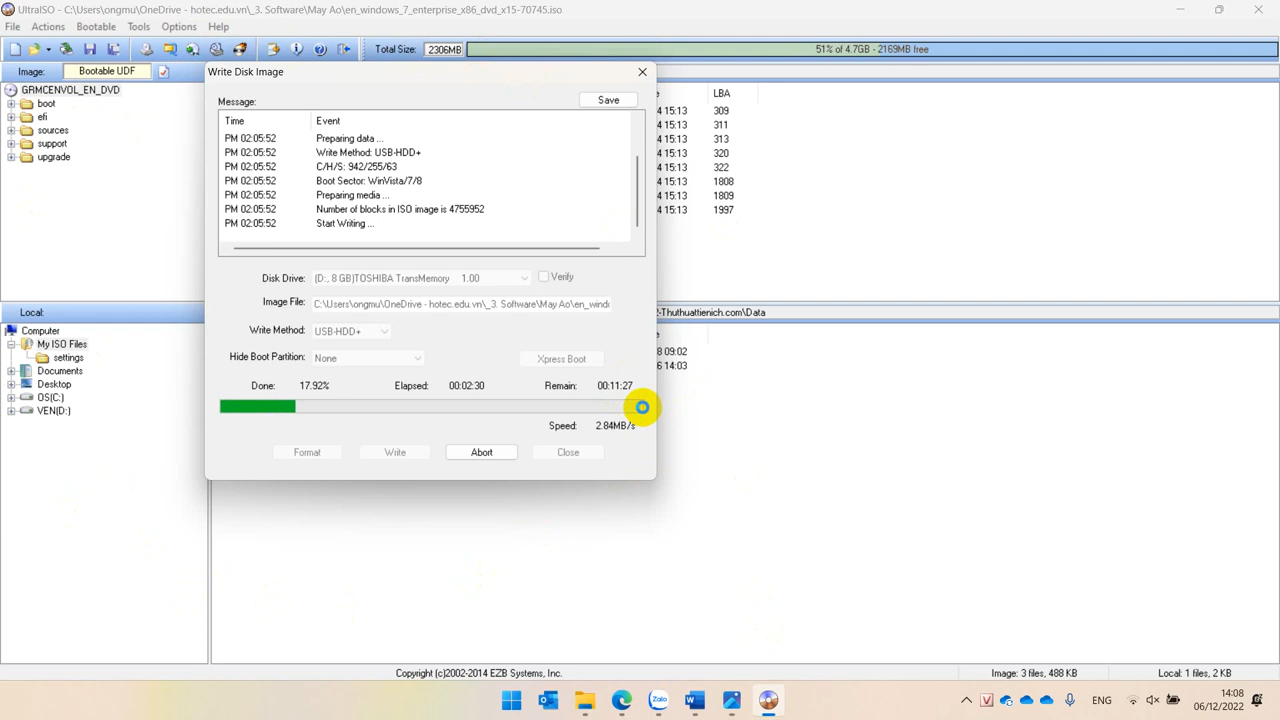 UltraISO - C:\Users\ongmu\OneDrive - hotec.edu.vn\_3. Software\May Ao\en_windows_7_enterprise_x86_dvd_x15-70745.iso
File Actions Bootable Tools Options Help
Total Size: 2306MB 51% of 4.7GB - 2169MB free
Image: Bootable UDF
GRMCENVOL_EN_DVD
boot
efi
sources
support
upgrade
Write Disk Image
Message: Save
Time Event
PM 02:05:52 Preparing data ...
PM 02:05:52 Write Method: USB-HDD+
PM 02:05:52 C/H/S: 942/255/63
PM 02:05:52 Boot Sector: WinVista/7/8
PM 02:05:52 Preparing media ...
PM 02:05:52 Number of blocks in ISO image is 4755952
PM 02:05:52 Start Writing ...
Disk Drive: (D:, 8 GB)TOSHIBA TransMemory 1.00 Verify
Image File: C:\Users\ongmu\OneDrive - hotec.edu.vn\_3. Software\May Ao\en_windo
Write Method: USB-HDD+
Hide Boot Partition: None Xpress Boot
Done: 17.92% Elapsed: 00:02:30 Remain: 00:11:27
Speed: 2.84MB/s
Format Write Abort Close
LBA
4 15:13 309
4 15:13 311
4 15:13 313
4 15:13 320
4 15:13 322
4 15:13 1808
4 15:13 1809
4 15:13 1997
Local: 2-Thuthuattienich.com\Data
Computer
My ISO Files
settings
Documents
Desktop
OS(C:)
VEN(D:)
8 09:02
6 14:03
Copyright (c)2002-2014 EZB Systems, Inc. Image: 3 files, 488 KB Local: 1 files, 2 KB
Zalo
ENG
14:08
06/12/2022